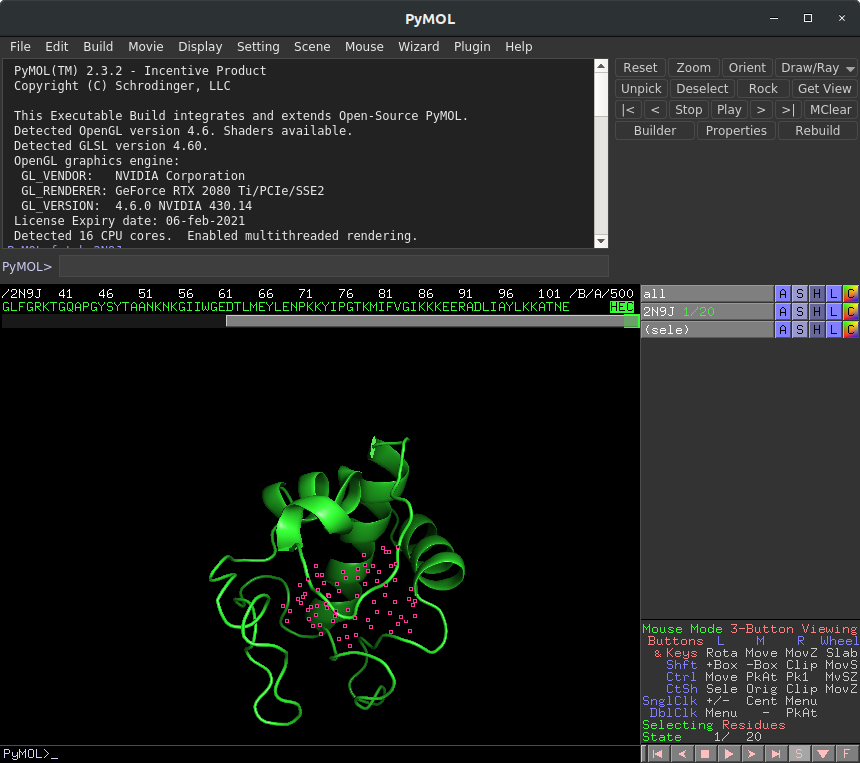 PyMOL
File Edit Build Movie Display Setting Scene Mouse Wizard Plugin Help
PyMOL(TM) 2.3.2 - Incentive Product
Copyright (C) Schrodinger, LLC
This Executable Build integrates and extends Open-Source PyMOL.
Detected OpenGL version 4.6. Shaders available.
Detected GLSL version 4.60.
OpenGL graphics engine:
GL_VENDOR: NVIDIA Corporation
GL_RENDERER: GeForce RTX 2080 Ti/PCIe/SSE2
GL_VERSION: 4.6.0 NVIDIA 430.14
License Expiry date: 06-feb-2021
Detected 16 CPU cores. Enabled multithreaded rendering.
Reset Zoom Orient Draw/Ray
Unpick Deselect Rock Get View
|< < Stop Play > >| MClear
Builder Properties Rebuild
PyMOL>
/2N9J 41 46 51 56 61 66 71 76 81 86 91 96 101 /B/A/500
GLFGRKTGQAPGYSYTAANKNKGIIWGEDTLMEYLENPKKYIPGTKMIFVGIKKKEERADLIAYLKKATNE HEC
all A S H L C
2N9J 1/20 A S H L C
(sele) A S H L C
Mouse Mode 3-Button Viewing
Buttons L M R Wheel
& Keys Rota Move MovZ Slab
Shft +Box -Box Clip MovS
Ctrl Move PkAt Pk1 MvSZ
CtSh Sele Orig Clip MovZ
SnglClk +/- Cent Menu
DblClk Menu - PkAt
Selecting Residues
State 1/ 20
PyMOL>_
S F